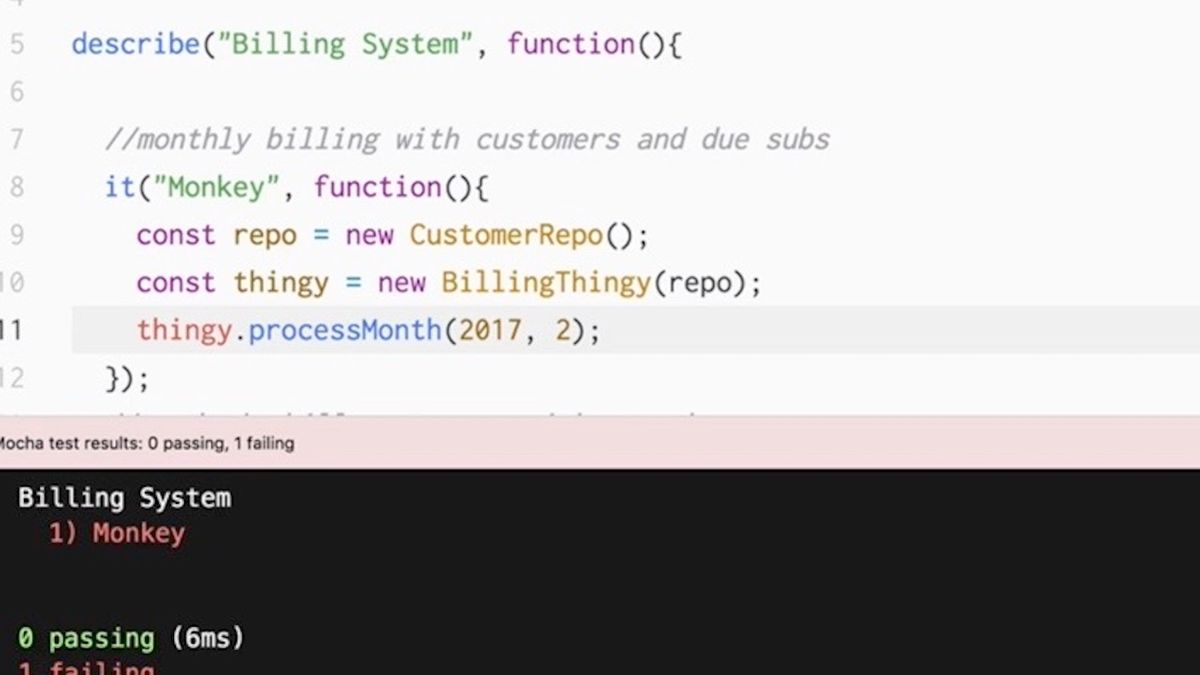 5 describe("Billing System", function(){
6
7 //monthly billing with customers and due subs
8 it("Monkey", function(){
9 const repo = new CustomerRepo();
10 const thingy = new BillingThingy(repo);
11 thingy.processMonth(2017, 2);
12 });
Mocha test results: 0 passing, 1 failing
Billing System
1) Monkey
0 passing (6ms)
1 failing